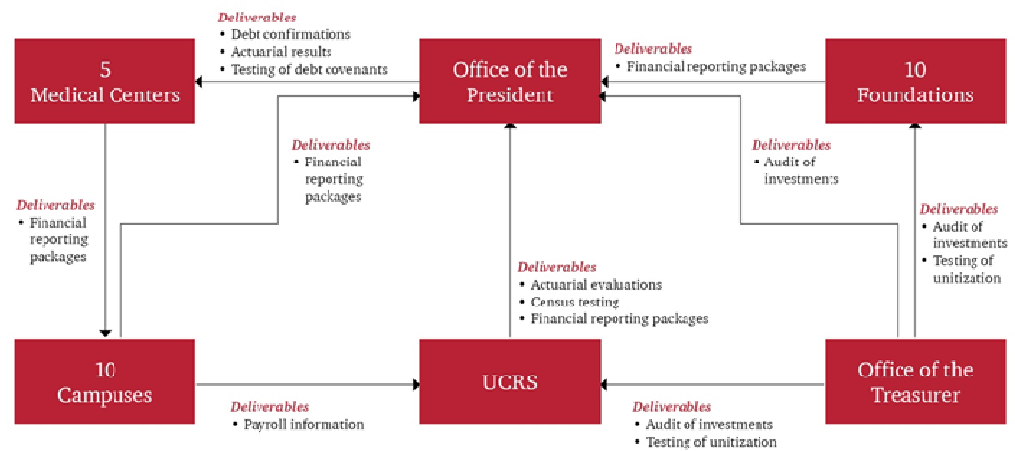 Deliverables
• Debt confirmations
• Actuarial results
• Testing of debt covenants
5
Medical Centers
Office of the
President
Deliverables
• Financial reporting packages
10
Foundations
Deliverables
• Financial
reporting
packages
Deliverables
• Audit of
investments
Deliverables
• Financial
reporting
packages
Deliverables
• Audit of
investments
• Testing of
unitization
Deliverables
• Actuarial evaluations
• Census testing
• Financial reporting packages
10
Campuses
UCRS
Office of the
Treasurer
Deliverables
• Payroll information
Deliverables
• Audit of investments
• Testing of unitization